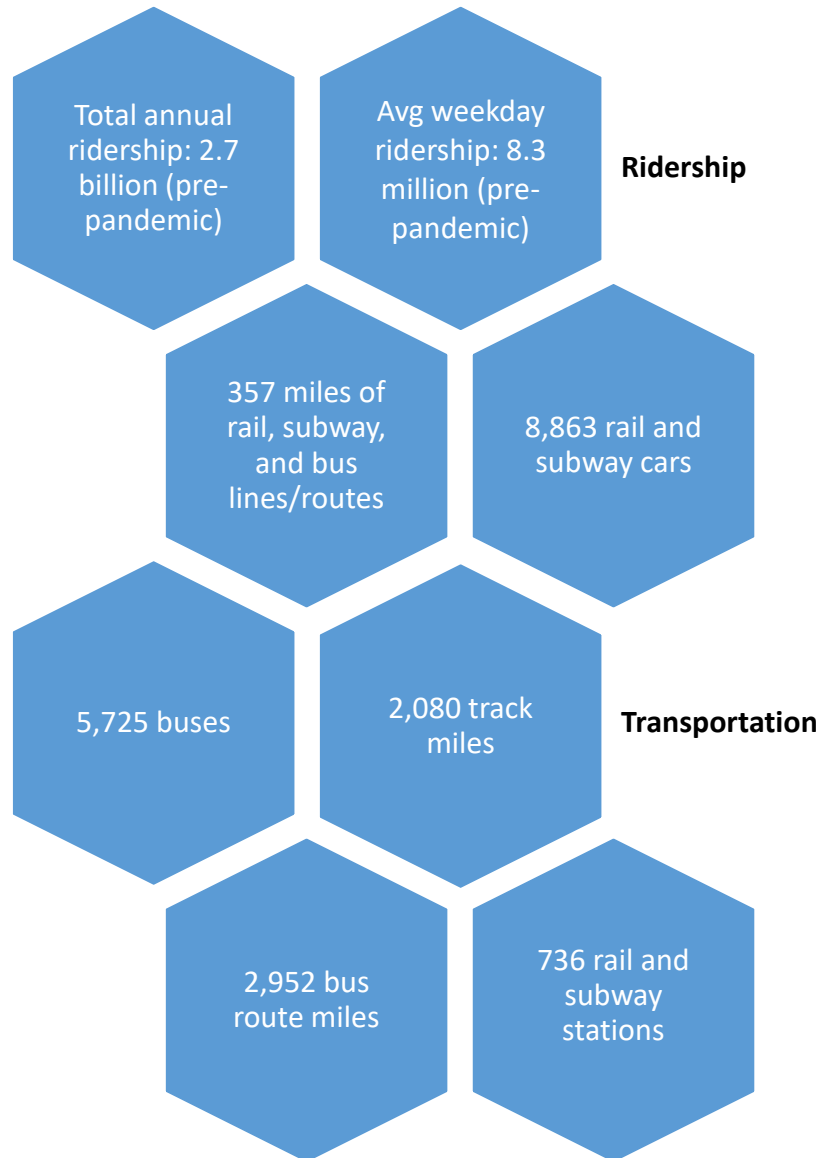 Total annual
ridership: 2.7
billion (pre-
pandemic)
Avg weekday
ridership: 8.3
million (pre-
pandemic)
Ridership
357 miles of
rail, subway,
and bus
lines/routes
8,863 rail and
subway cars
5,725 buses
2,080 track
miles
Transportation
2,952 bus
route miles
736 rail and
subway
stations